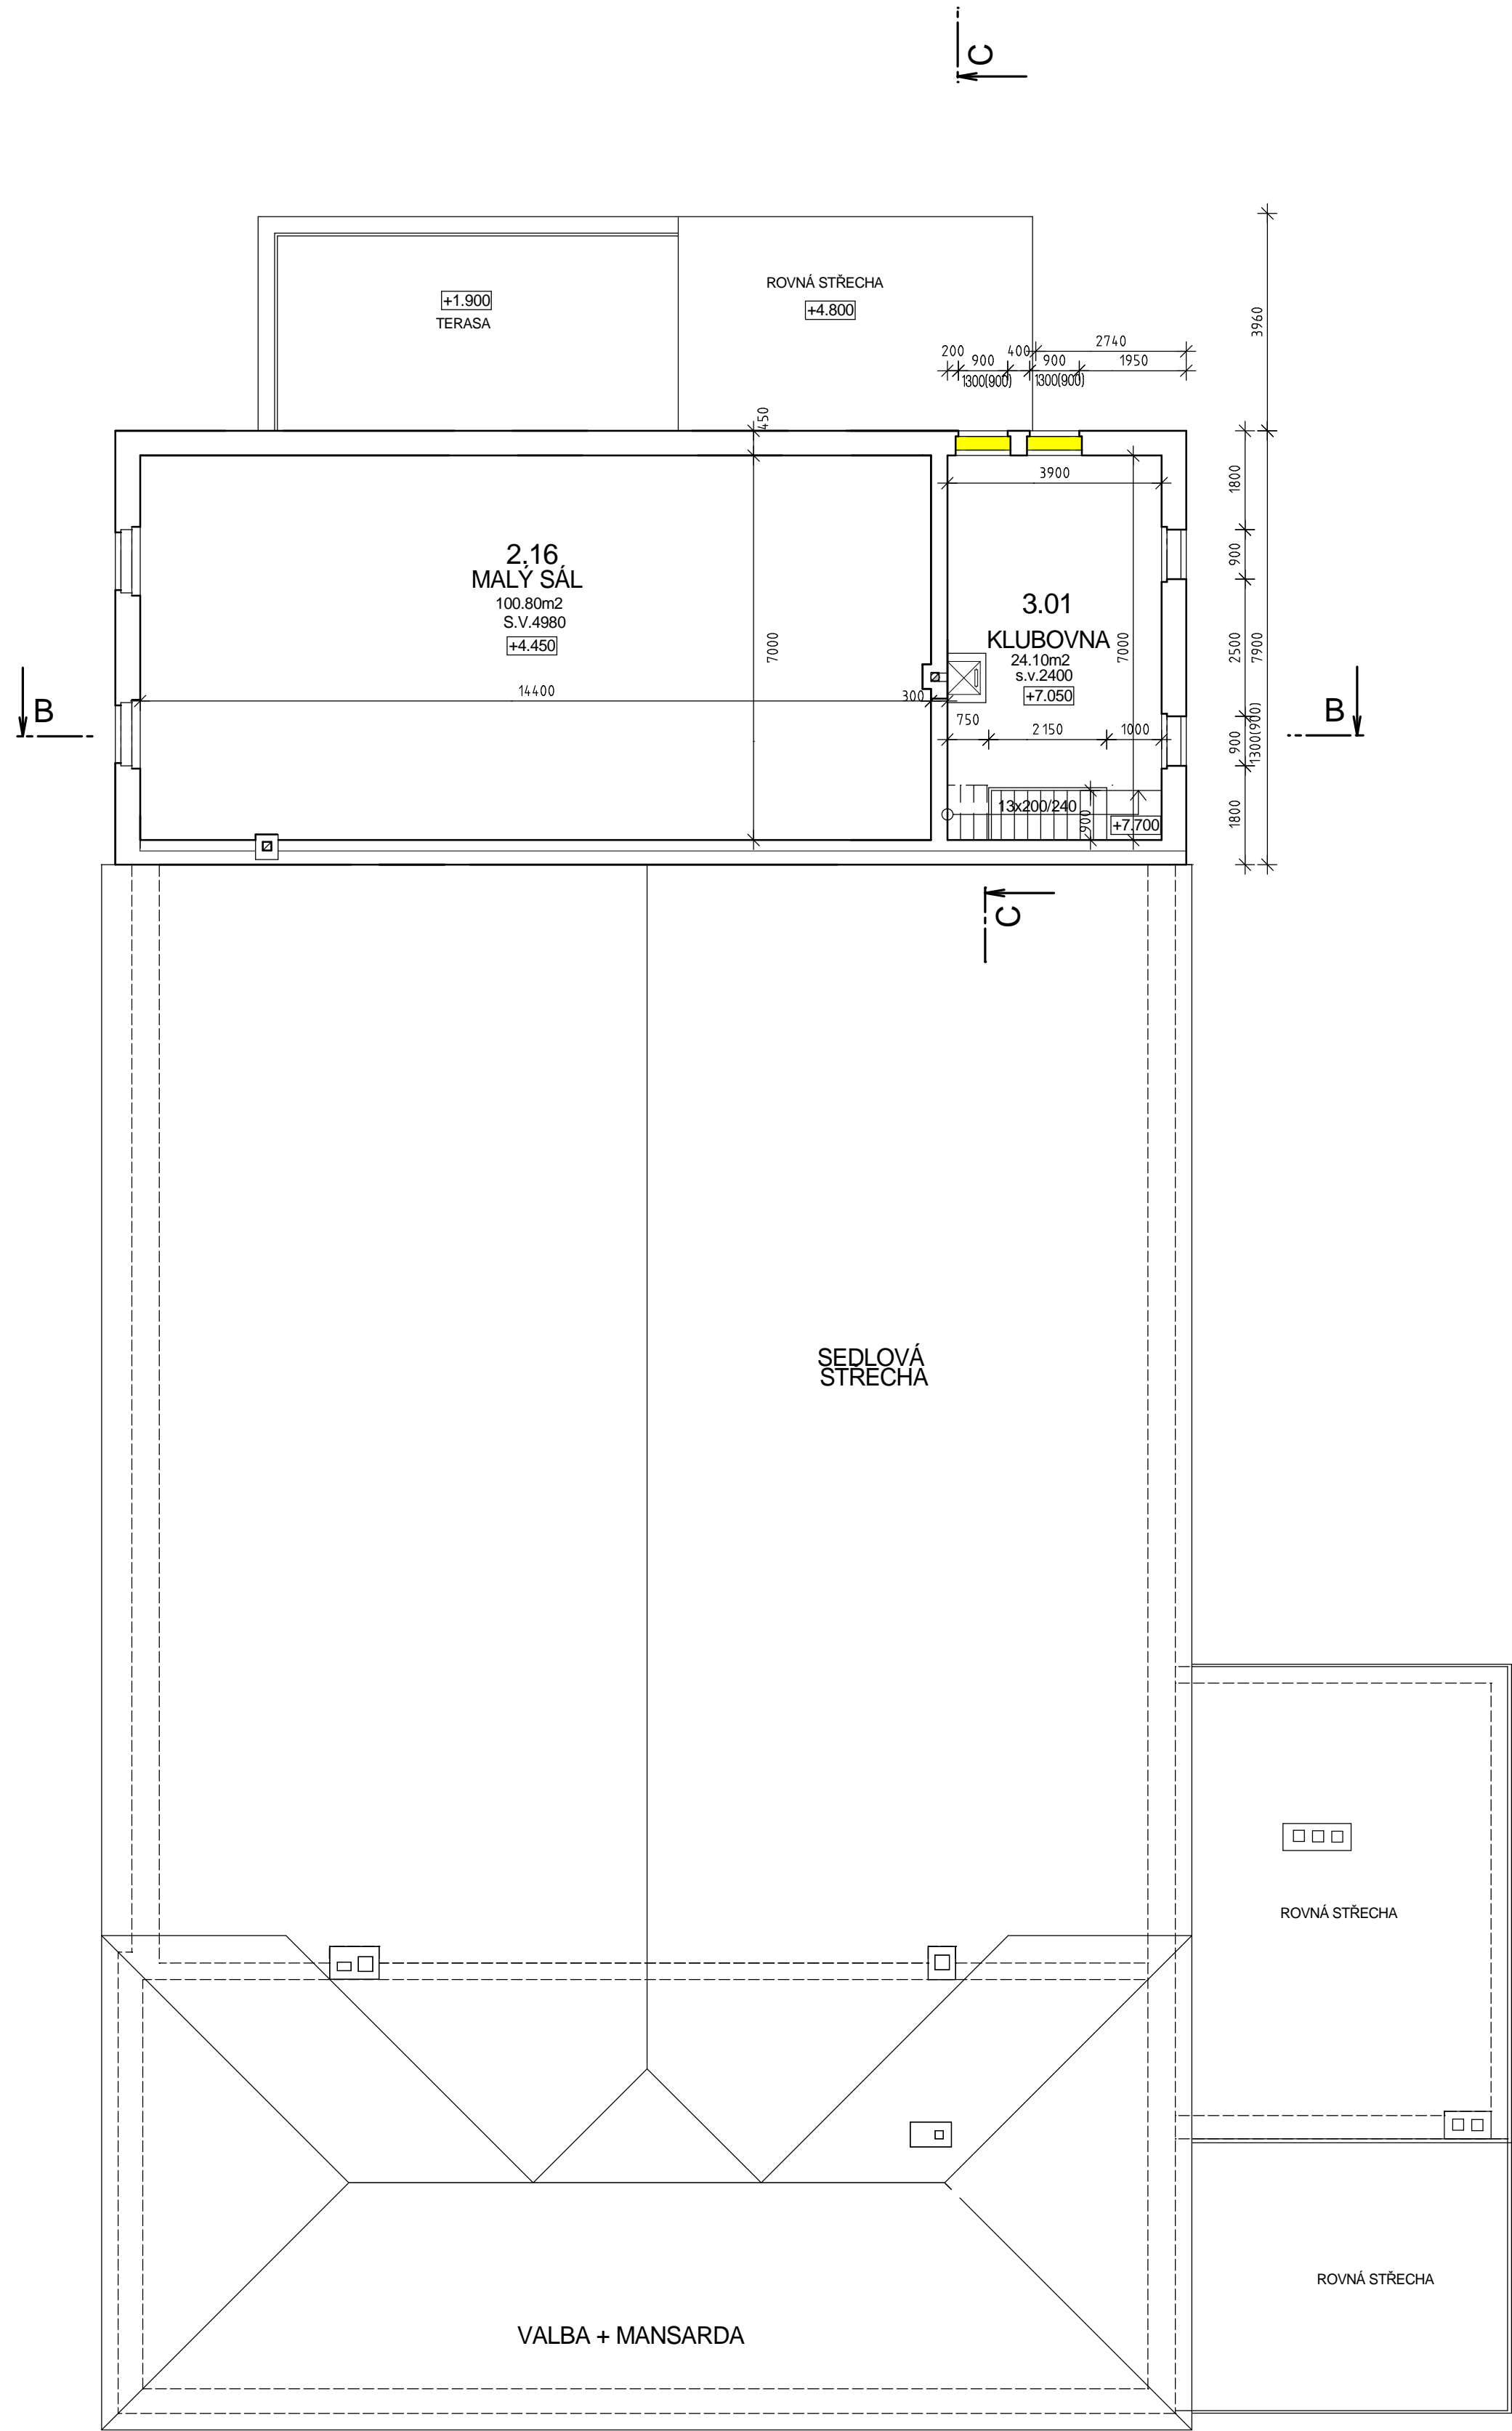 C
+1.900
TERASA
ROVNÁ STŘECHA
+4.800
3960
2740
200
900
400
900
1950
1300(900)
1300(900)
450
3900
1800
900
2.16
MALÝ SÁL
100.80m2
S.V.4980
+4.450
7000
14400
300
3.01
KLUBOVNA
24.10m2
s.v.2400
+7.050
7000
2500
7900
750
2150
1000
900
1300(900)
1800
B
B
13x200/240
900
+7.700
C
SEDLOVÁ
STŘECHA
ROVNÁ STŘECHA
ROVNÁ STŘECHA
VALBA + MANSARDA